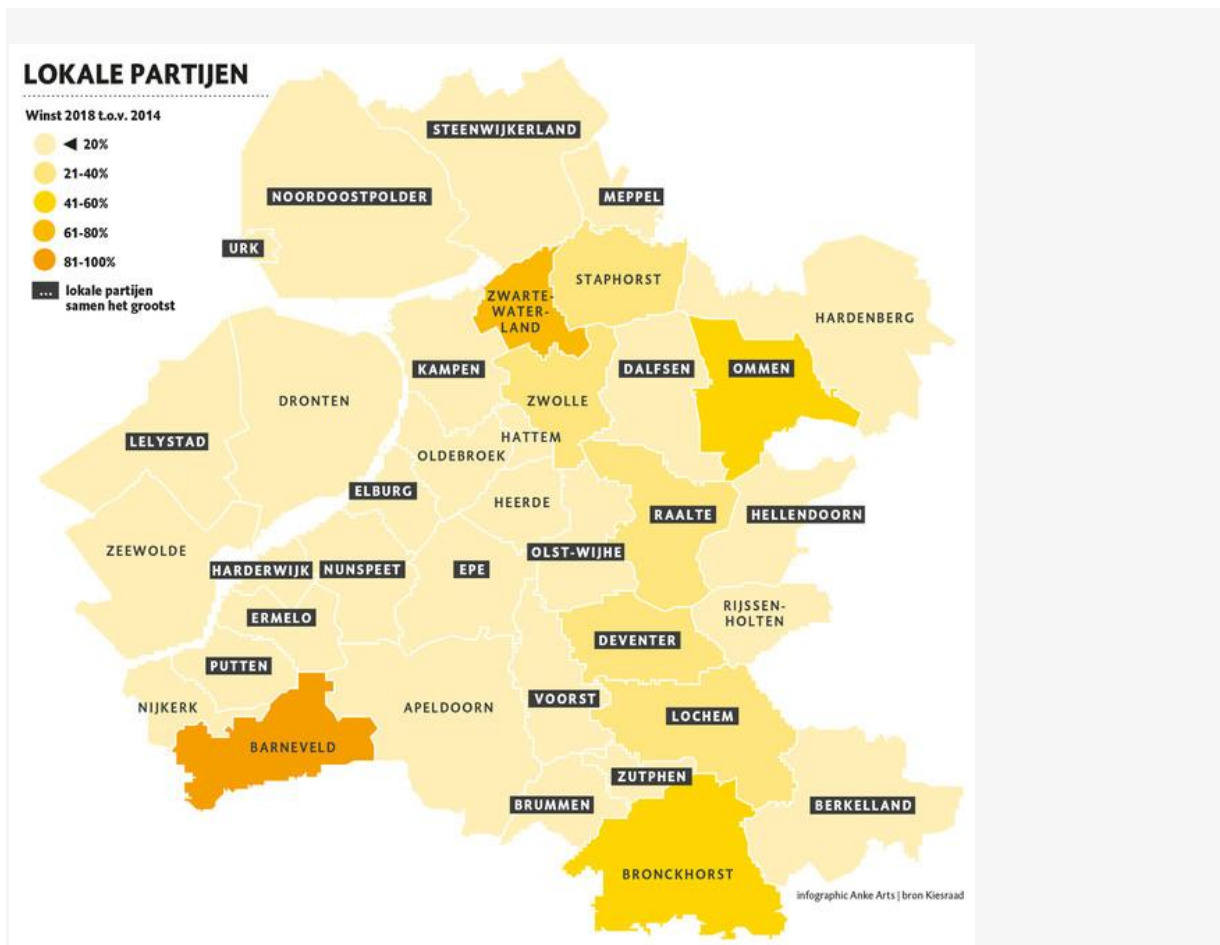 LOKALE PARTIJEN
Winst 2018 t.o.v. 2014
◄ 20%
21-40%
41-60%
61-80%
81-100%
... lokale partijen
samen het grootst
STEENWIJKERLAND
NOORDOOSTPOLDER
MEPPEL
URK
STAPHORST
ZWARTE-
WATER-
LAND
HARDENBERG
KAMPEN
DALFSEN
OMMEN
DRONTEN
ZWOLLE
LELYSTAD
HATTEM
OLDEBROEK
ELBURG
HEERDE
RAALTE
HELLENDOORN
ZEEWOLDE
OLST-WIJHE
HARDERWIJK
NUNSPEET
EPE
RIJSSEN-
HOLTEN
ERMELO
DEVENTER
PUTTEN
VOORST
NIJKERK
APELDOORN
LOCHEM
BARNEVELD
ZUTPHEN
BRUMMEN
BERKELLAND
BRONCKHORST
infographic Anke Arts | bron Kiesraad